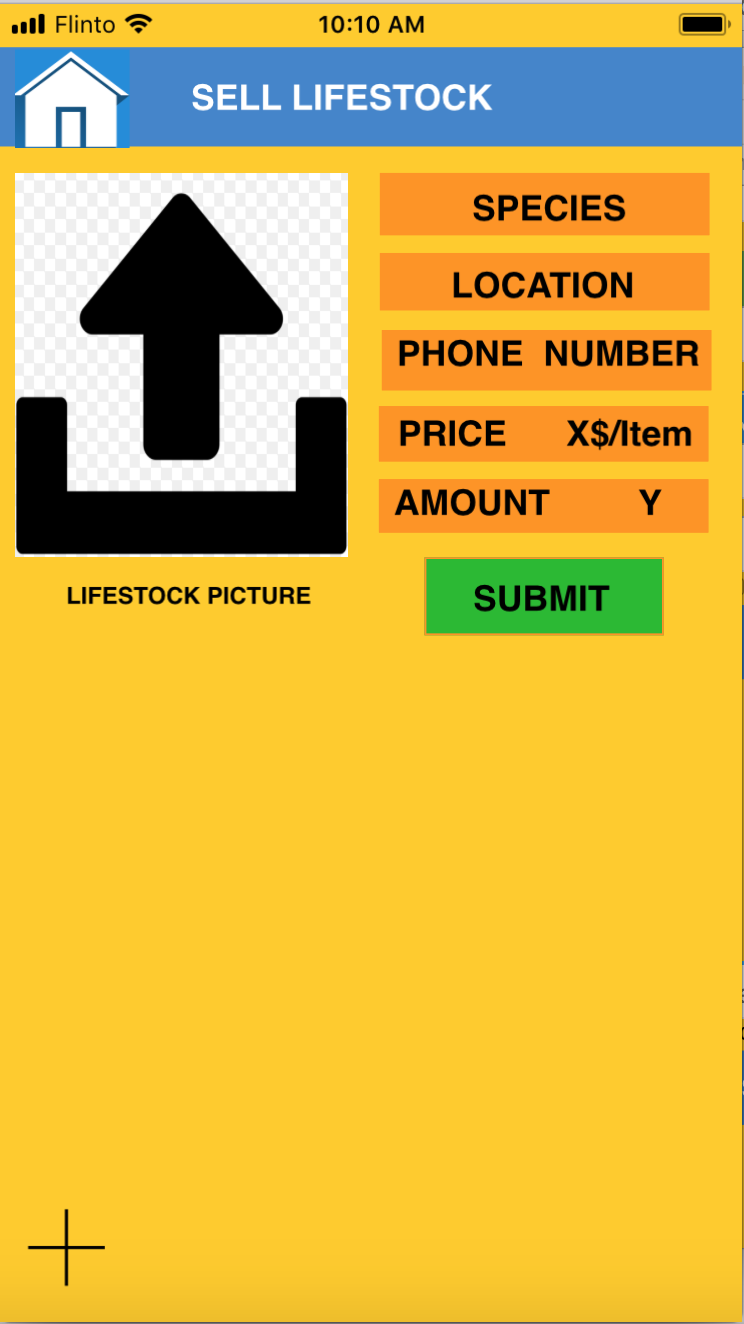 Flinto 10:10 AM
SELL LIFESTOCK
SPECIES
LOCATION
PHONE NUMBER
PRICE X$/Item
AMOUNT Y
LIFESTOCK PICTURE
SUBMIT